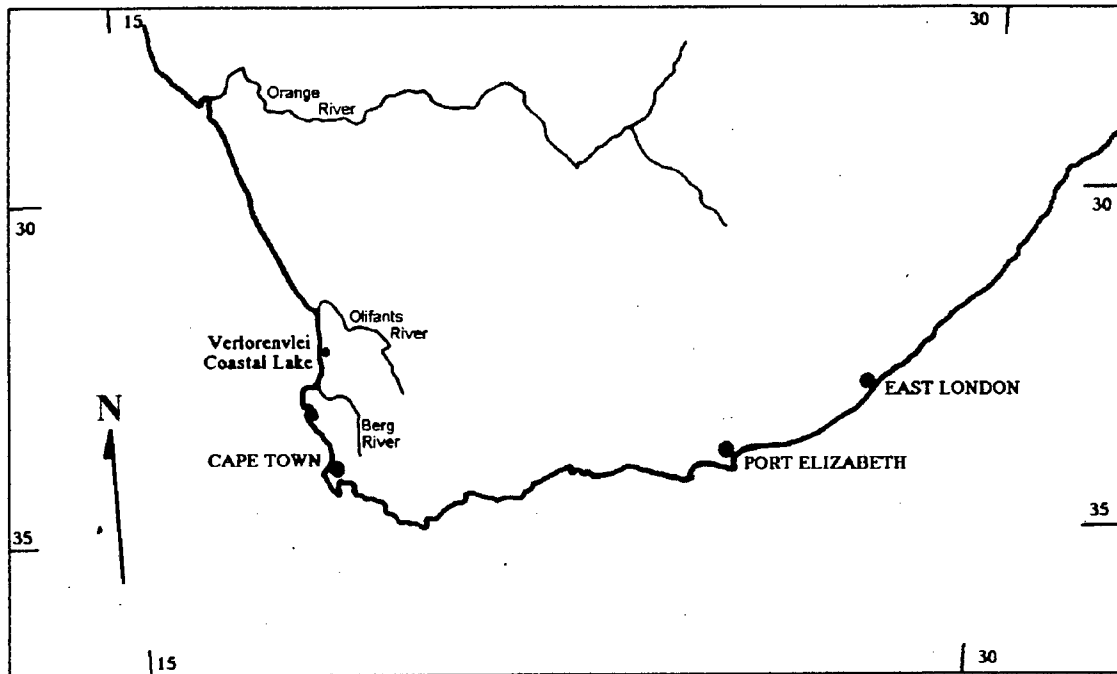 15
30
Orange
River
30
30
Olifants
River
Verlorenvlei
Coastal Lake
N
EAST LONDON
Berg
River
CAPE TOWN
PORT ELIZABETH
35
35
15
30